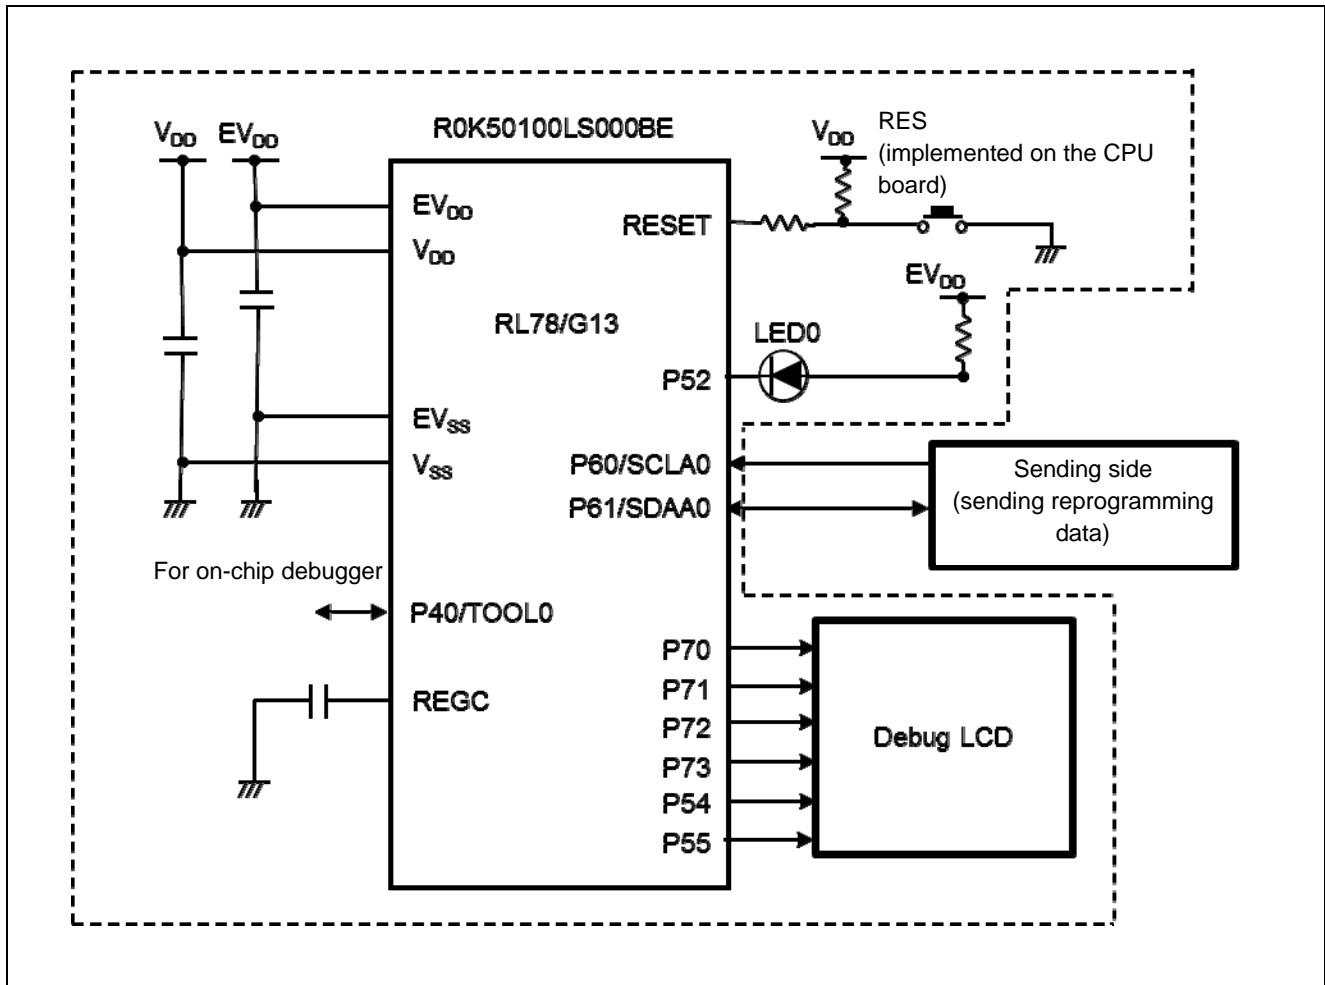 R0K50100LS000BE
VDD
EVDD
EVDD
VDD
RL78/G13
EVSS
VSS
For on-chip debugger
P40/TOOL0
REGC
VDD
RES
(implemented on the CPU
board)
RESET
EVDD
LED0
P52
P60/SCLA0
P61/SDAA0
Sending side
(sending reprogramming
data)
P70
P71
P72
P73
P54
P55
Debug LCD